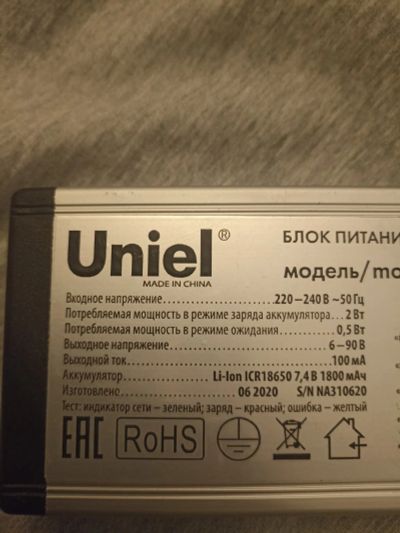 Uniel®
MADE IN CHINA
БЛОК ПИТАНИ
модель/mo
Входное напряжение 220–240 В ~50 Гц
Потребляемая мощность в режиме заряда аккумулятора 2 Вт
Потребляемая мощность в режиме ожидания 0,5 Вт
Выходное напряжение 6–90 В
Выходной ток 100 мА
Аккумулятор Li-Ion ICR18650 7,4 В 1800 мАч
Изготовлено 06 2020 S/N NA310620
Тест: индикатор сети – зеленый; заряд – красный; ошибка – желтый
EAC RoHS